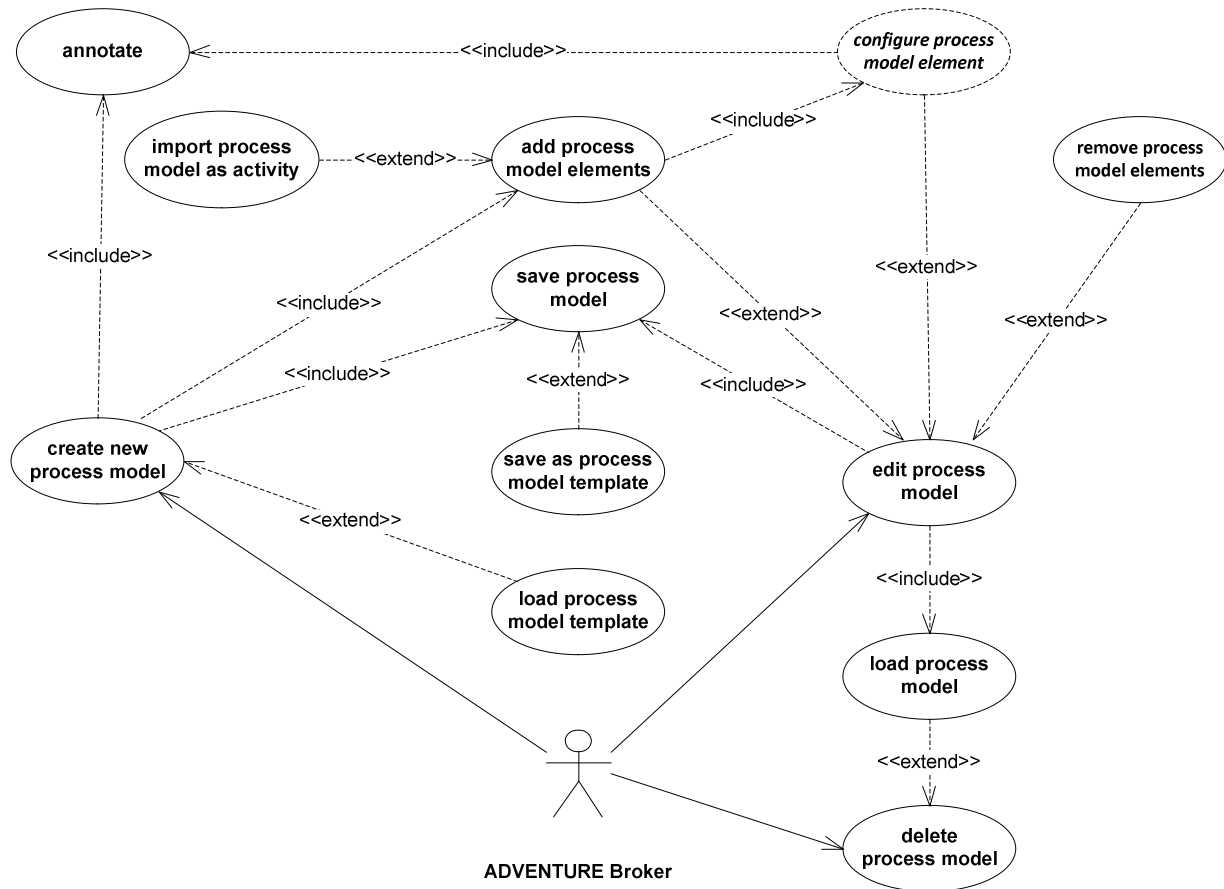 annotate
<<include>>
configure process
model element
<<include>>
import process
model as activity
<<extend>>
add process
model elements
remove process
model elements
<<include>>
<<extend>>
save process
model
<<include>>
<<extend>>
<<extend>>
<<include>>
<<extend>>
<<include>>
create new
process model
save as process
model template
edit process
model
<<extend>>
<<include>>
load process
model template
load process
model
<<extend>>
delete
process model
ADVENTURE Broker